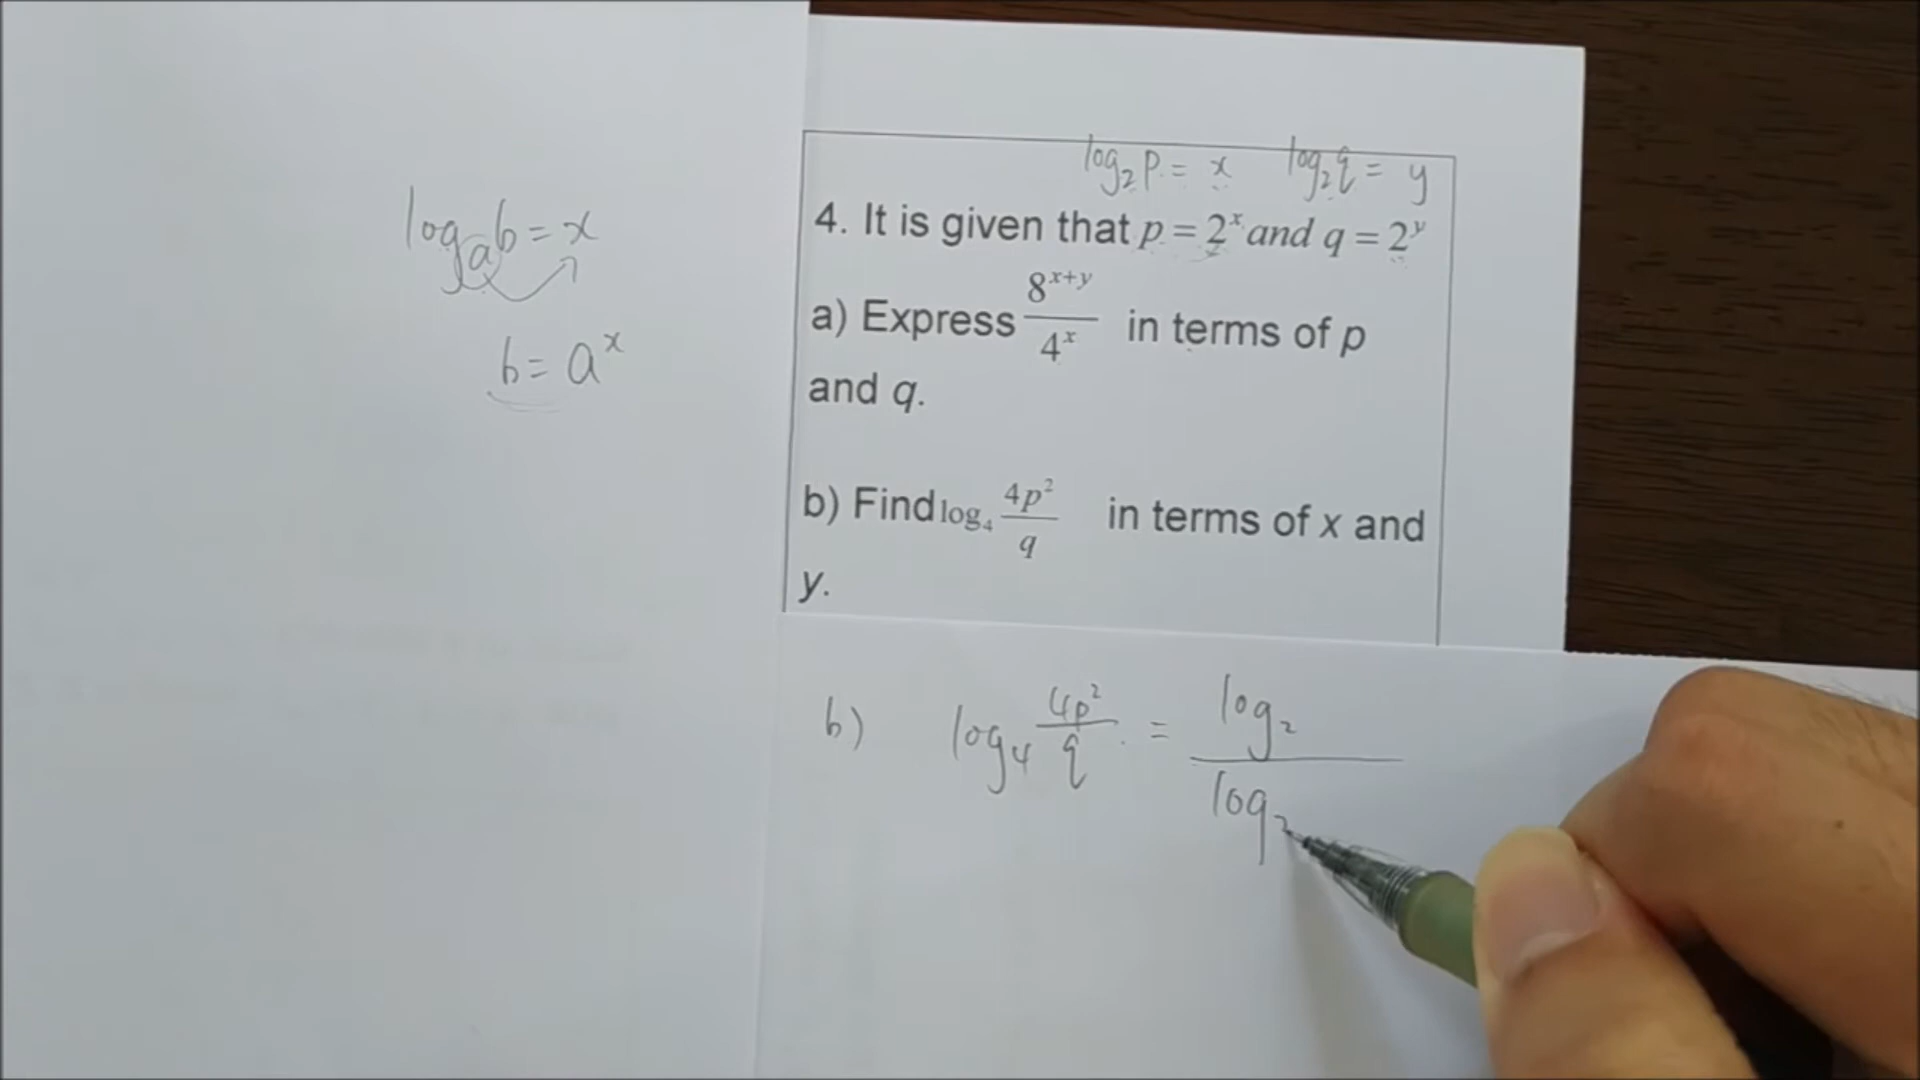 log₂p = x log₂q = y
4. It is given that p = 2ˣ and q = 2ʸ
a) Express 8ˣ⁺ʸ / 4ˣ in terms of p
and q.
b) Find log₄ 4p² / q in terms of x and
y.
logₐb = x
b = aˣ
b) log₄ 4p² / q = log₂ / log₂